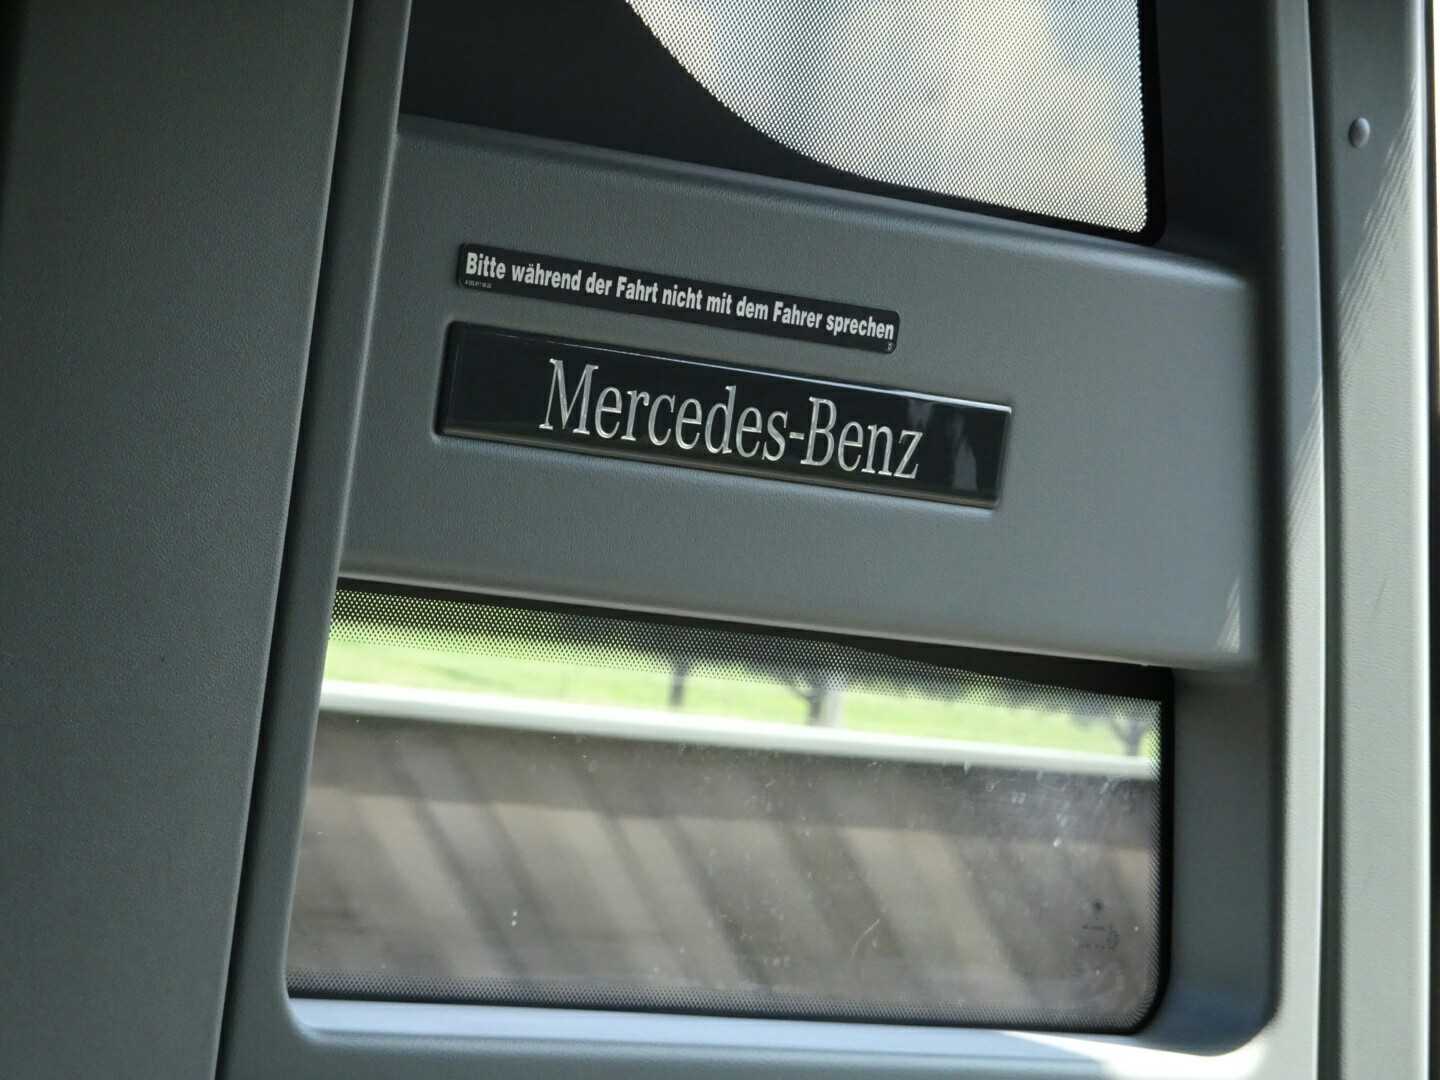 Bitte während der Fahrt nicht mit dem Fahrer sprechen
Mercedes-Benz